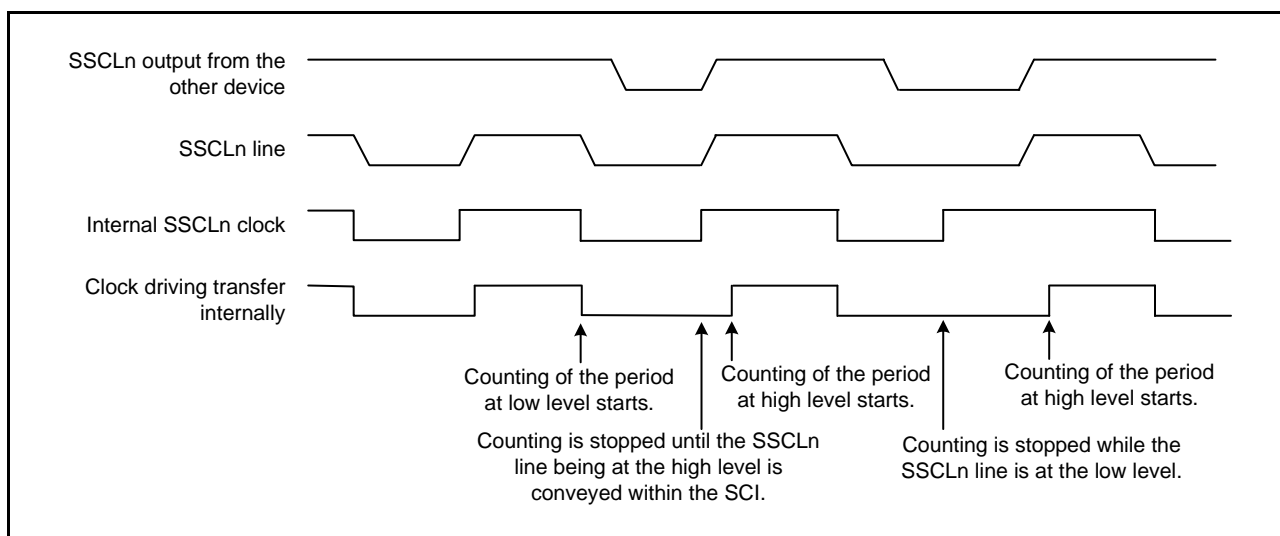 SSCLn output from the
other device
SSCLn line
Internal SSCLn clock
Clock driving transfer
internally
Counting of the period
at low level starts.
Counting of the period
at high level starts.
Counting of the period
at high level starts.
Counting is stopped until the SSCLn
line being at the high level is
conveyed within the SCI.
Counting is stopped while the
SSCLn line is at the low level.